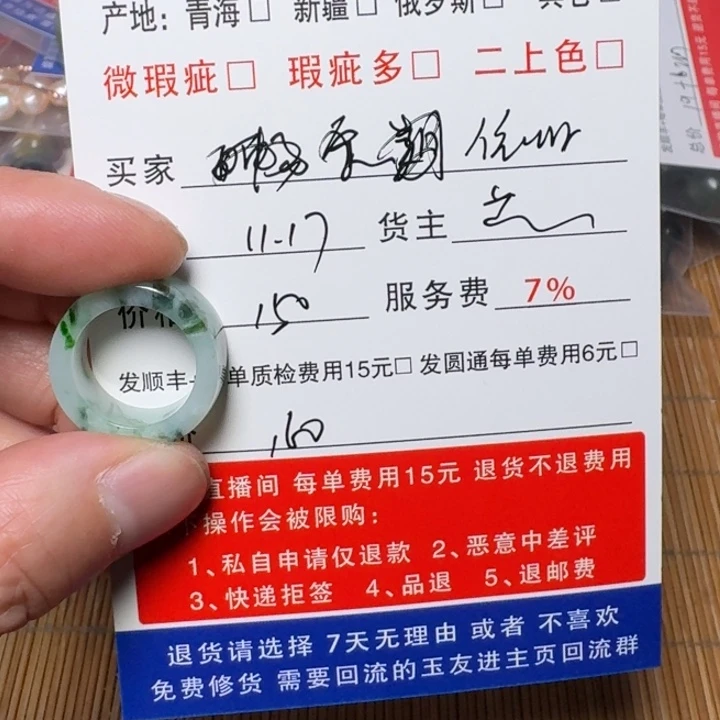 产地: 青海□ 新疆□ 俄罗斯□
微瑕疵□ 瑕疵多□ 二上色□
买家
11.17 货主
150 服务费 7%
发顺丰 单质检费用15元□ 发圆通每单费用6元□
160
直播间 每单费用15元 退货不退费用
操作会被限购:
1、私自申请仅退款 2、恶意中差评
3、快递拒签 4、品退 5、退邮费
退货请选择 7天无理由 或者 不喜欢
免费修货 需要回流的玉友进主页回流群